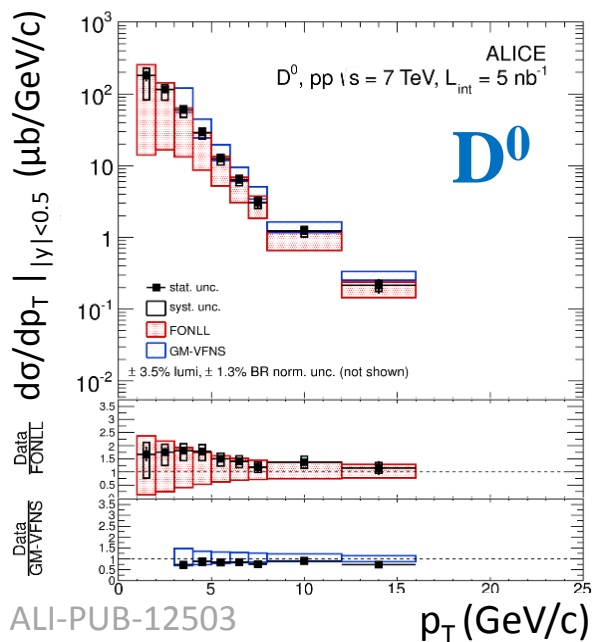 ALICE
D⁰, pp √s = 7 TeV, L_int = 5 nb⁻¹
D⁰
dσ/dp_T |_|y|<0.5 (μb/GeV/c)
10³
10²
10
1
10⁻¹
10⁻²
stat. unc.
syst. unc.
FONLL
GM-VFNS
± 3.5% lumi, ± 1.3% BR norm. unc. (not shown)
Data
FONLL
3.5
3
2.5
2
1.5
1
0.5
0
Data
GM-VFNS
3.5
2.5
1.5
1
0.5
0
0 5 10 15 20 25
ALI-PUB-12503
p_T (GeV/c)